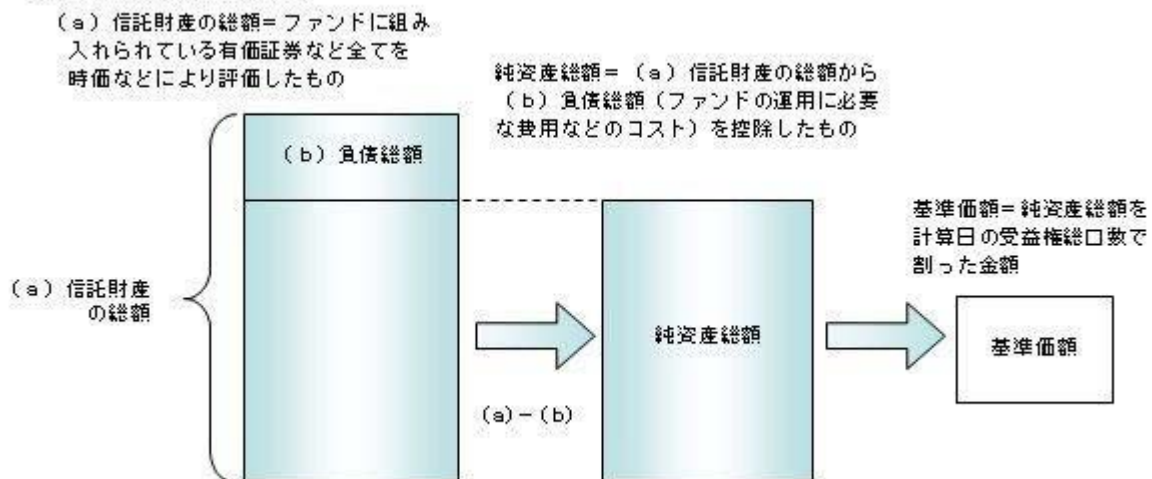 (a)信託財産の総額=ファンドに組み
入れられている有価証券など全てを
時価などにより評価したもの
純資産総額=(a)信託財産の総額から
(b)負債総額(ファンドの運用に必要
な費用などのコスト)を控除したもの
(b)負債総額
基準価額=純資産総額を
計算日の受益権総口数で
割った金額
(a)信託財産
の総額
純資産総額
基準価額
(a)-(b)